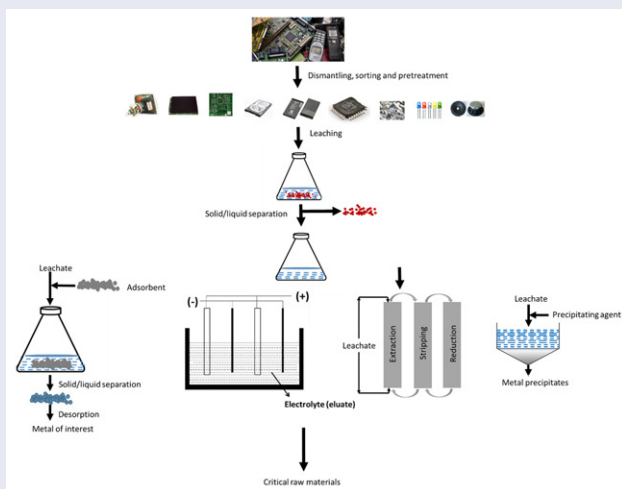 Dismantling, sorting and pretreatment
Leaching
Solid/liquid separation
Leachate
Adsorbent
Solid/liquid separation
Desorption
Metal of interest
(-)
(+)
Electrolyte (eluate)
Leachate
Extraction
Stripping
Reduction
Leachate
Precipitating agent
Metal precipitates
Critical raw materials